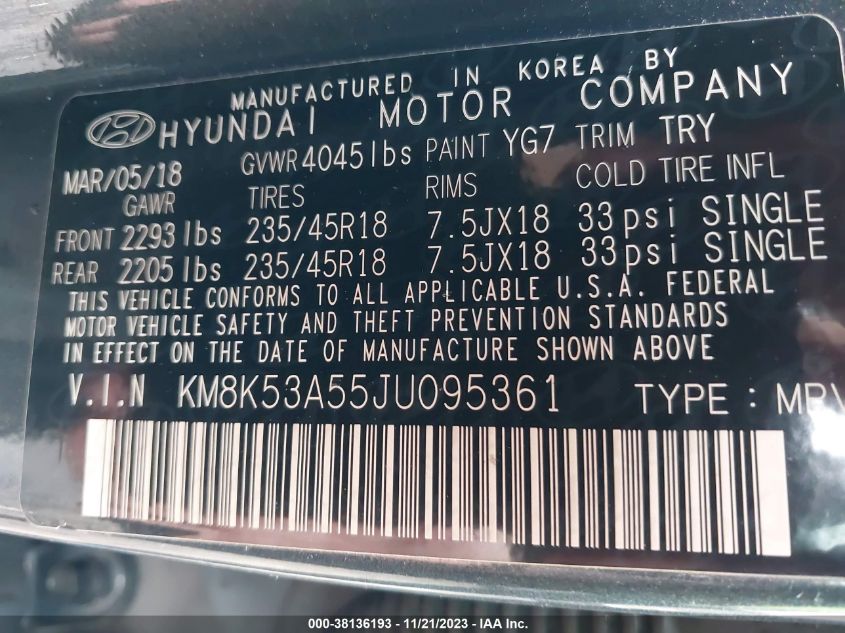 MANUFACTURED IN KOREA BY
HYUNDAI MOTOR COMPANY
MAR/05/18 GVWR 4045lbs PAINT YG7 TRIM TRY
GAWR TIRES RIMS COLD TIRE INFL
FRONT 2293 lbs 235/45R18 7.5JX18 33psi SINGLE
REAR 2205 lbs 235/45R18 7.5JX18 33psi SINGLE
THIS VEHICLE CONFORMS TO ALL APPLICABLE U.S.A. FEDERAL
MOTOR VEHICLE SAFETY AND THEFT PREVENTION STANDARDS
IN EFFECT ON THE DATE OF MANUFACTURE SHOWN ABOVE
V.I.N KM8K53A55JU095361 TYPE : MPV
000-38136193 - 11/21/2023 - IAA Inc.